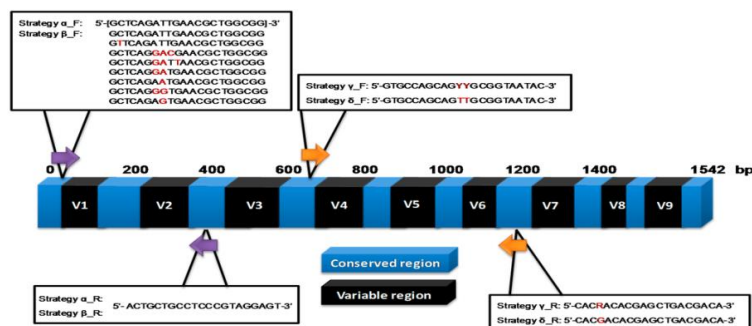 Strategy α_F: 5'-[GCTCAGATTGAACGCTGGCGG]-3'
Strategy β_F: GCTCAGATTGAACGCTGGCGG
GTTCAGATTGAACGCTGGCGG
GCTCAGGACGAACGCTGGCGG
GCTCAGGATTAACGCTGGCGG
GCTCAGGATGAACGCTGGCGG
GCTCAGAATGAACGCTGGCGG
GCTCAGGGTGAACGCTGGCGG
GCTCAGAGTGAACGCTGGCGG
Strategy γ_F: 5'-GTGCCAGCAGYYGCGGTAATAC-3'
Strategy δ_F: 5'-GTGCCAGCAGTTGCGGTAATAC-3'
0 200 400 600 800 1000 1200 1400 1542 bp
V1 V2 V3 V4 V5 V6 V7 V8 V9
Strategy α_R:
Strategy β_R: 5'- ACTGCTGCCTCCCGTAGGAGT-3'
Conserved region
Variable region
Strategy γ_R: 5'-CACRACACGAGCTGACGACA-3'
Strategy δ_R: 5'-CACGACACGAGCTGACGACA-3'